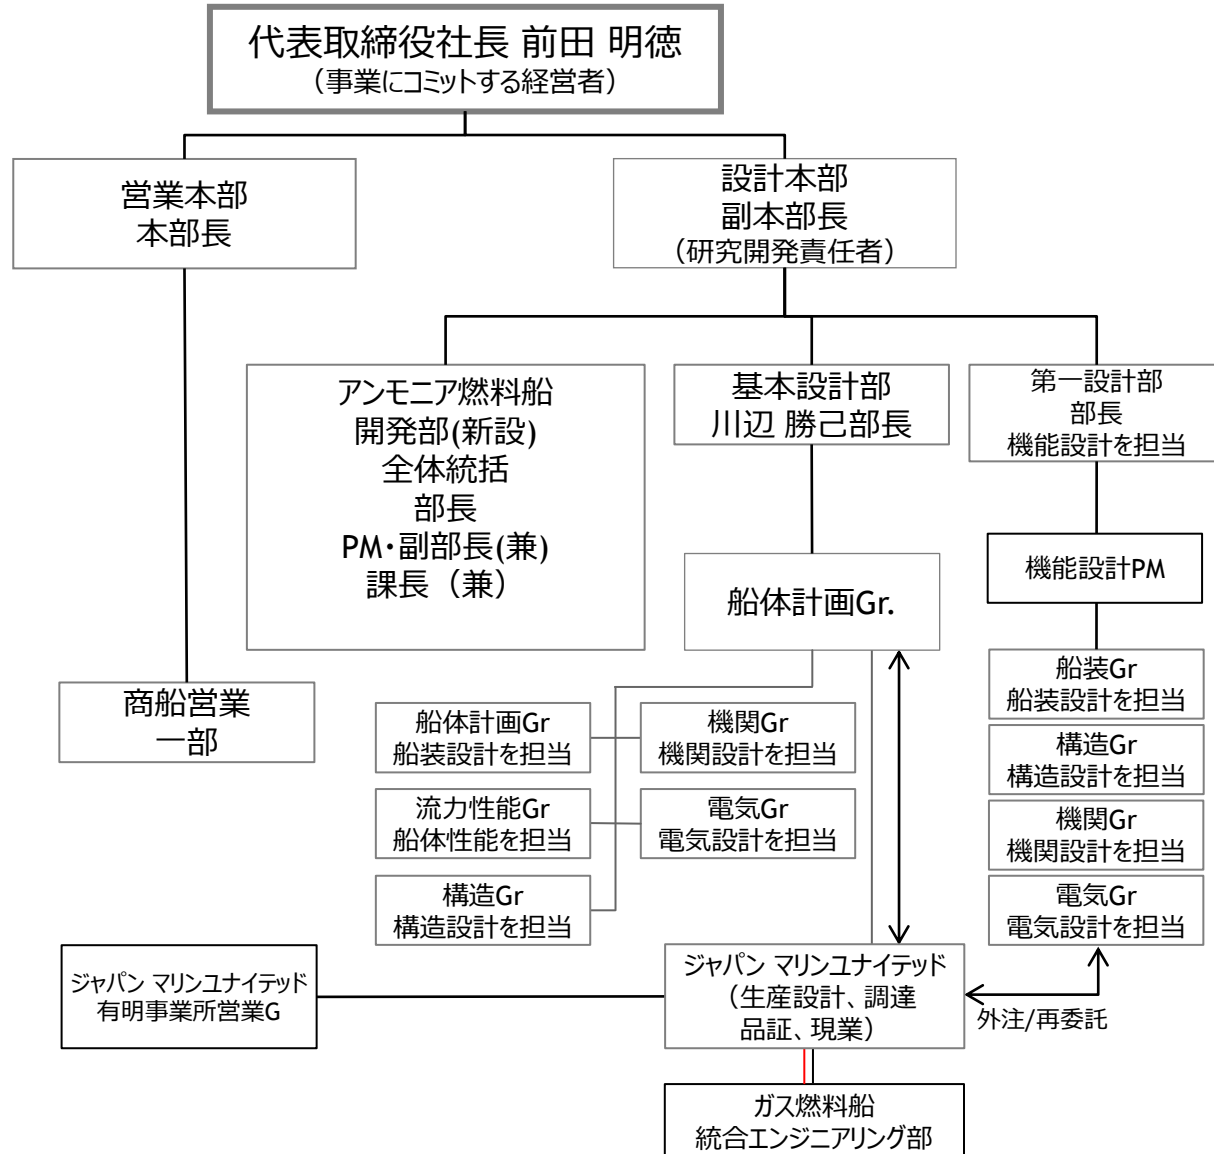 代表取締役社長 前田 明徳
（事業にコミットする経営者）
営業本部
本部長
設計本部
副本部長
（研究開発責任者）
アンモニア燃料船
開発部(新設)
全体統括
部長
PM・副部長(兼)
課長（兼）
基本設計部
川辺 勝己部長
第一設計部
部長
機能設計を担当
機能設計PM
船体計画Gr.
商船営業
一部
船体計画Gr
船装設計を担当
機関Gr
機関設計を担当
流力性能Gr
船体性能を担当
電気Gr
電気設計を担当
構造Gr
構造設計を担当
船装Gr
船装設計を担当
構造Gr
構造設計を担当
機関Gr
機関設計を担当
電気Gr
電気設計を担当
ジャパン マリンユナイテッド
有明事業所営業G
ジャパン マリンユナイテッド
（生産設計、調達
品証、現業）
外注/再委託
ガス燃料船
統合エンジニアリング部